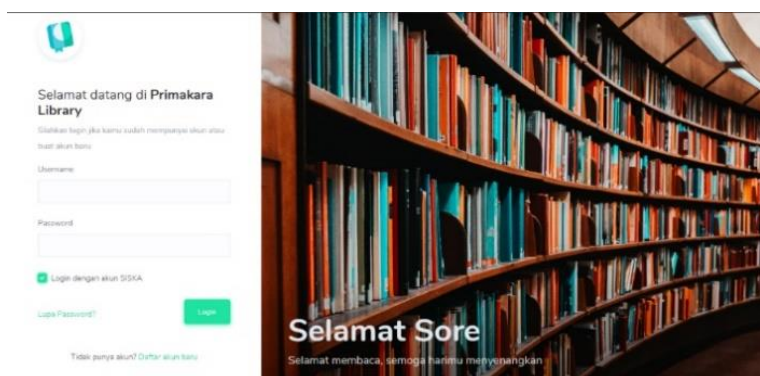 Selamat datang di Primakara
Library
Silahkan login jika kamu sudah mempunyai akun atau
buat akun baru
Username
Password
Login dengan akun SISKA
Lupa Password?
Login
Tidak punya akun? Daftar akun baru
Selamat Sore
Selamat membaca, semoga harimu menyenangkan